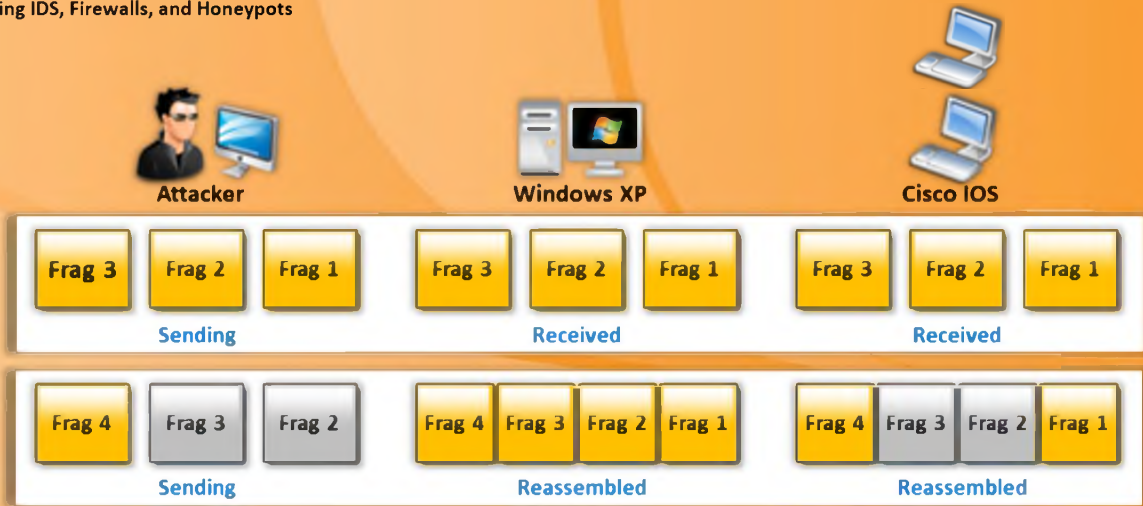 ing IDS, Firewalls, and Honeypots
Attacker
Windows XP
Cisco IOS
Frag 3 Frag 2 Frag 1
Frag 3 Frag 2 Frag 1
Frag 3 Frag 2 Frag 1
Sending
Received
Received
Frag 4 Frag 3 Frag 2
Frag 4 Frag 3 Frag 2 Frag 1
Frag 4 Frag 3 Frag 2 Frag 1
Sending
Reassembled
Reassembled